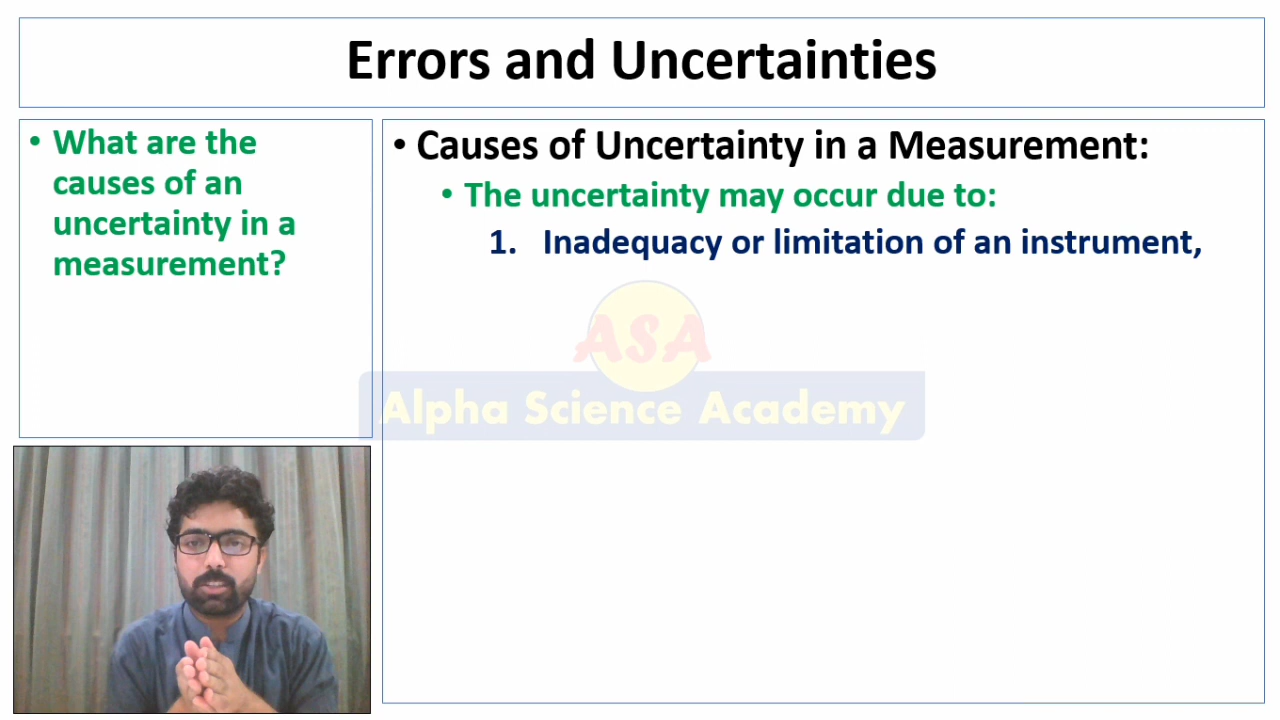 Errors and Uncertainties
• What are the
causes of an
uncertainty in a
measurement?
• Causes of Uncertainty in a Measurement:
• The uncertainty may occur due to:
1. Inadequacy or limitation of an instrument,
ASA
Alpha Science Academy